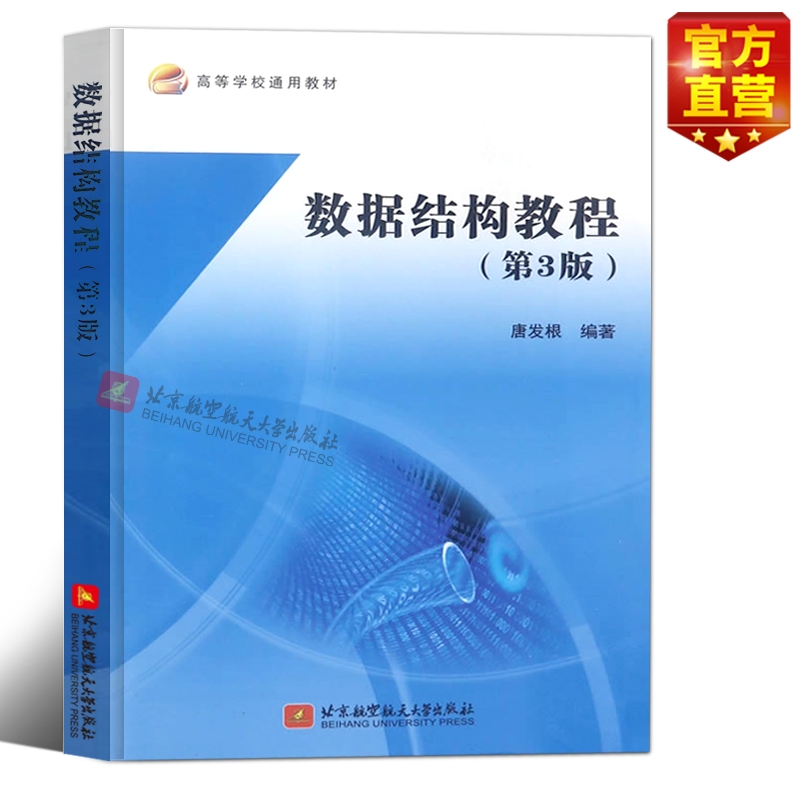 官方
直营
高等学校通用教材
数据结构教程
（第3版）
唐发根 编著
北京航空航天大学出版社
BEIHANG UNIVERSITY PRESS
北京航空航天大学出版社
BEIHANG UNIVERSITY PRESS
数据结构教程（第3版）
北京航空航天大学出版社
BEIHANG UNIVERSITY PRESS